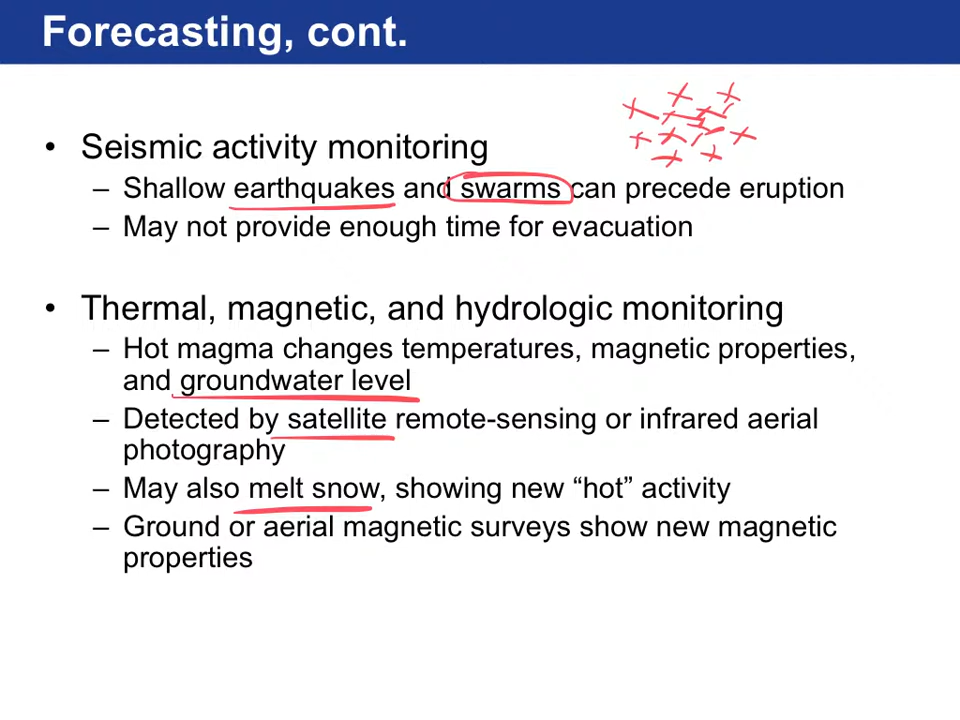 Forecasting, cont.
• Seismic activity monitoring
– Shallow earthquakes and swarms can precede eruption
– May not provide enough time for evacuation
• Thermal, magnetic, and hydrologic monitoring
– Hot magma changes temperatures, magnetic properties,
and groundwater level
– Detected by satellite remote-sensing or infrared aerial
photography
– May also melt snow, showing new “hot” activity
– Ground or aerial magnetic surveys show new magnetic
properties